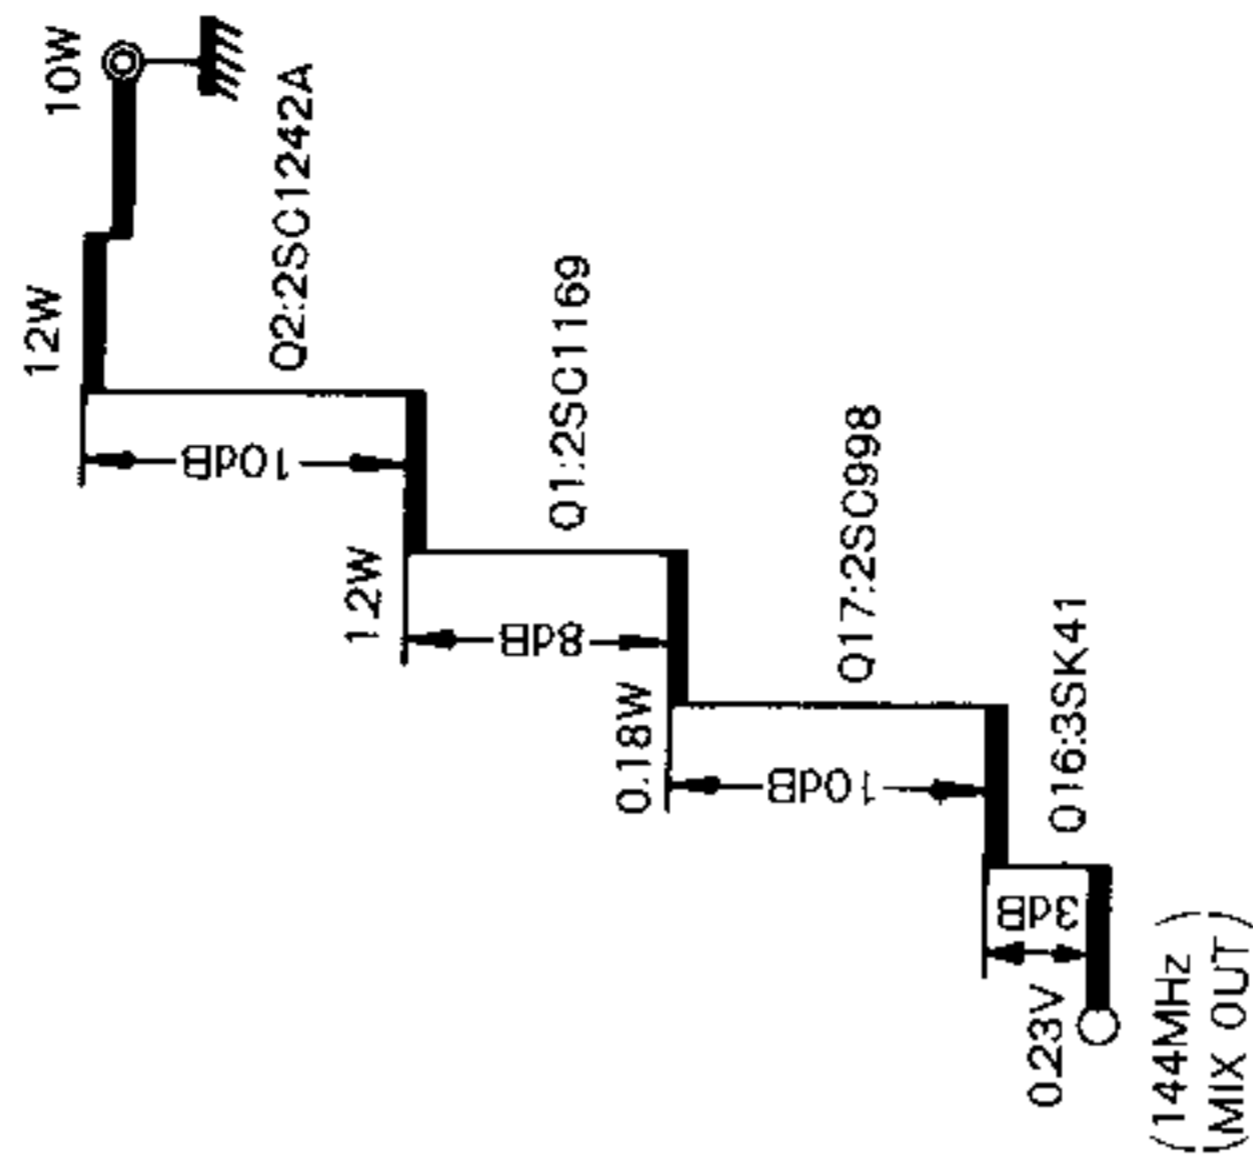 10W
12W
Q2:2SC1242A
10dB
1.2W
Q1:2SC1169
8dB
0.18W
Q17:2SC998
10dB
Q16:3SK41
3dB
0.23V
(144MHz)
(MIX OUT)